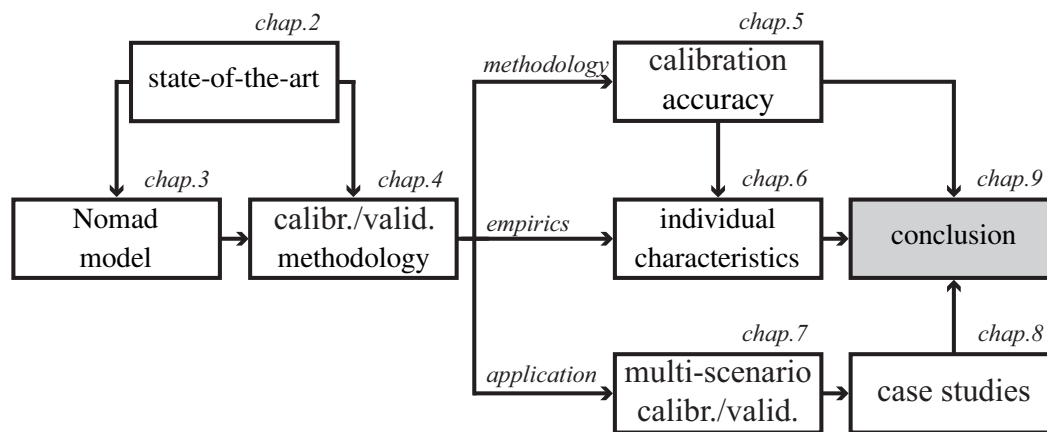 chap.2
state-of-the-art
chap.3
Nomad
model
chap.4
calibr./valid.
methodology
methodology
chap.5
calibration
accuracy
empirics
chap.6
individual
characteristics
application
chap.7
multi-scenario
calibr./valid.
chap.8
case studies
chap.9
conclusion